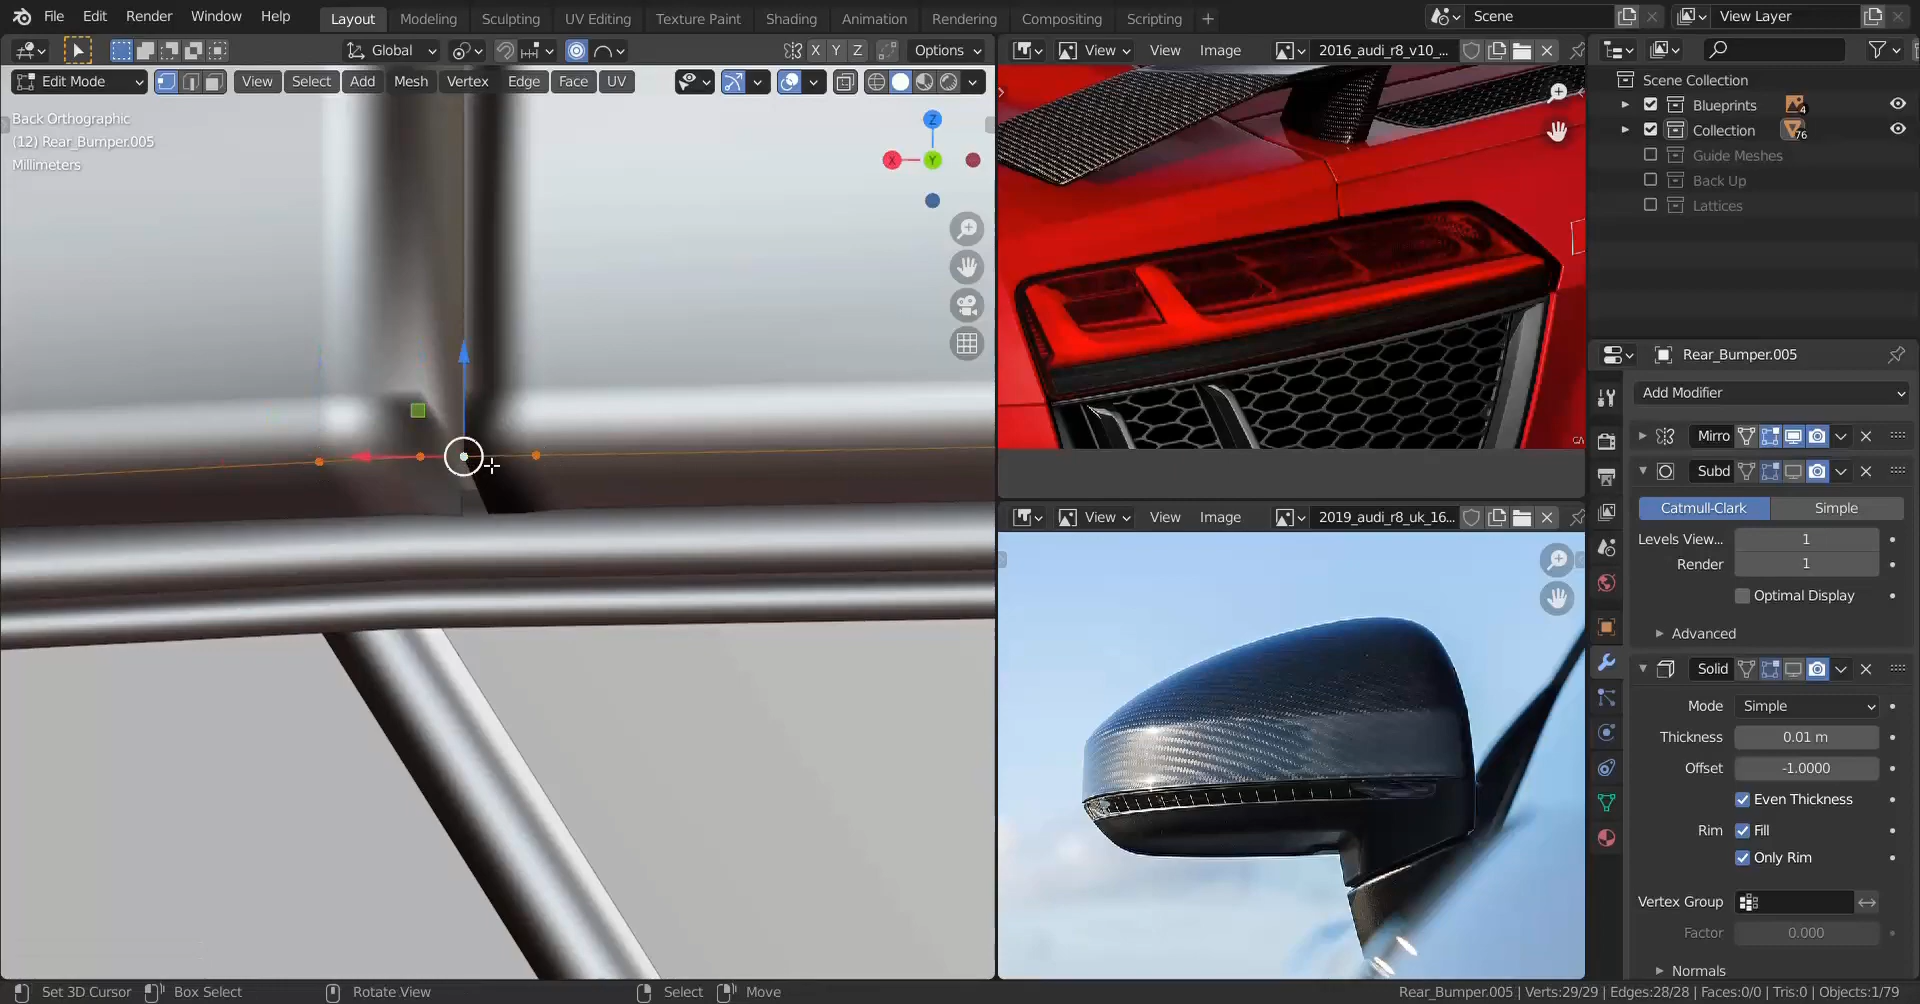 File Edit Render Window Help
Layout Modeling Sculpting UV Editing Texture Paint Shading Animation Rendering Compositing Scripting +
Scene
View Layer
Global
X Y Z
Options
View View Image 2016_audi_r8_v10_...
Edit Mode
View Select Add Mesh Vertex Edge Face UV
Back Orthographic
(12) Rear_Bumper.005
Millimeters
Z
X
Y
Scene Collection
Blueprints 4
Collection 76
Guide Meshes
Back Up
Lattices
Rear_Bumper.005
Add Modifier
Mirro
Subd
Catmull-Clark Simple
Levels View... 1
Render 1
Optimal Display
Advanced
Solid
Mode Simple
Thickness 0.01 m
Offset -1.0000
Even Thickness
Rim Fill
Only Rim
Vertex Group
Factor 0.000
Normals
View View Image 2019_audi_r8_uk_16...
Set 3D Cursor Box Select Rotate View Select Move
Rear_Bumper.005 | Verts:29/29 | Edges:28/28 | Faces:0/0 | Tris:0 | Objects:1/79